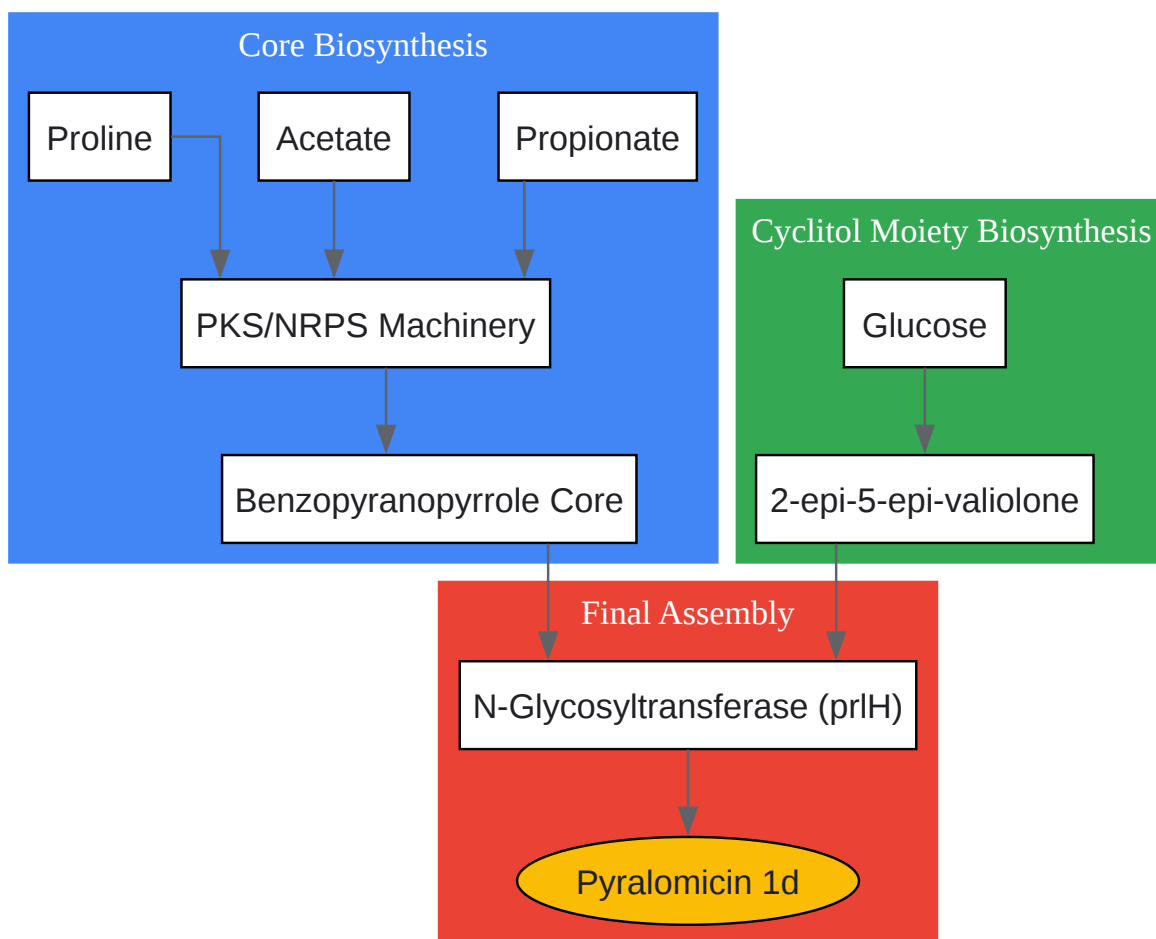 Core Biosynthesis
Proline
Acetate
Propionate
PKS/NRPS Machinery
Benzopyranopyrrole Core
Cyclitol Moiety Biosynthesis
Glucose
2-epi-5-epi-valiolone
Final Assembly
N-Glycosyltransferase (prlH)
Pyralomicin 1d